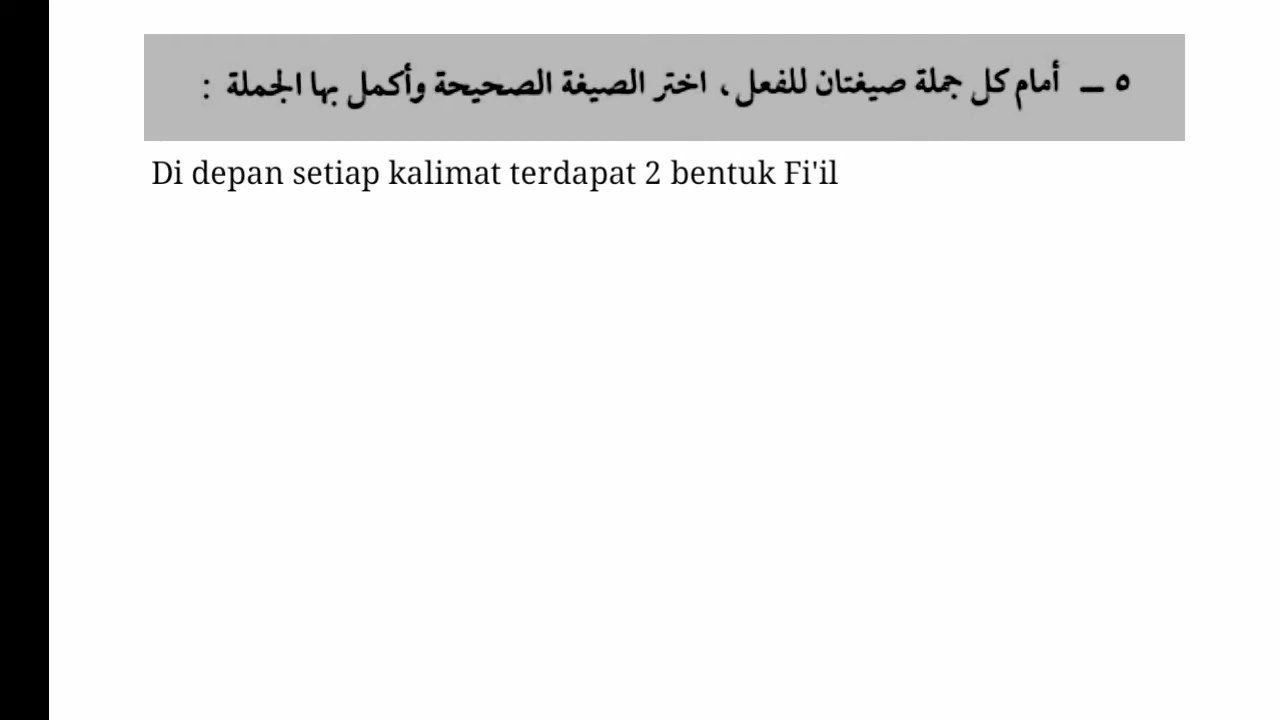 ٥ ــ أمام كل جملة صيغتان للفعل ، اختر الصيغة الصحيحة وأكمل بها الجملة :
Di depan setiap kalimat terdapat 2 bentuk Fi'il